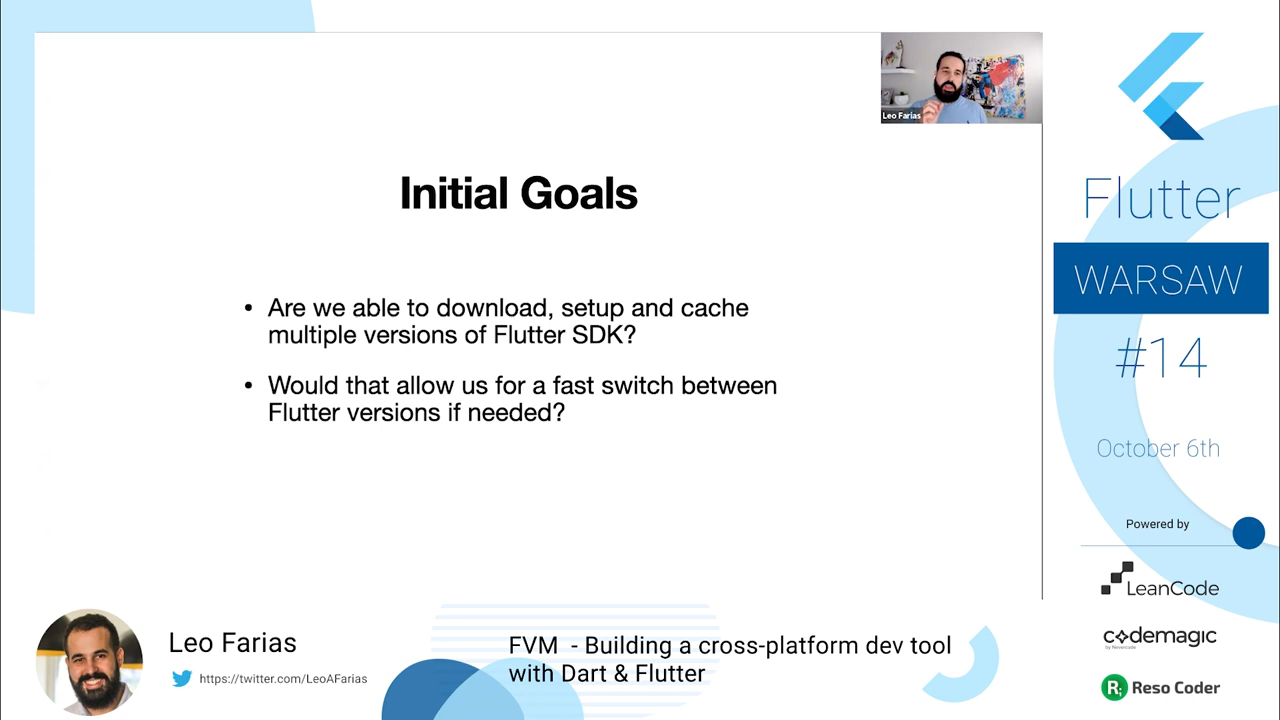 Leo Farias
Initial Goals
• Are we able to download, setup and cache
multiple versions of Flutter SDK?
• Would that allow us for a fast switch between
Flutter versions if needed?
Flutter
WARSAW
#14
October 6th
Powered by
LeanCode
codemagic
by Nevercode
R;
Reso Coder
Leo Farias
https://twitter.com/LeoAFarias
FVM - Building a cross-platform dev tool
with Dart & Flutter